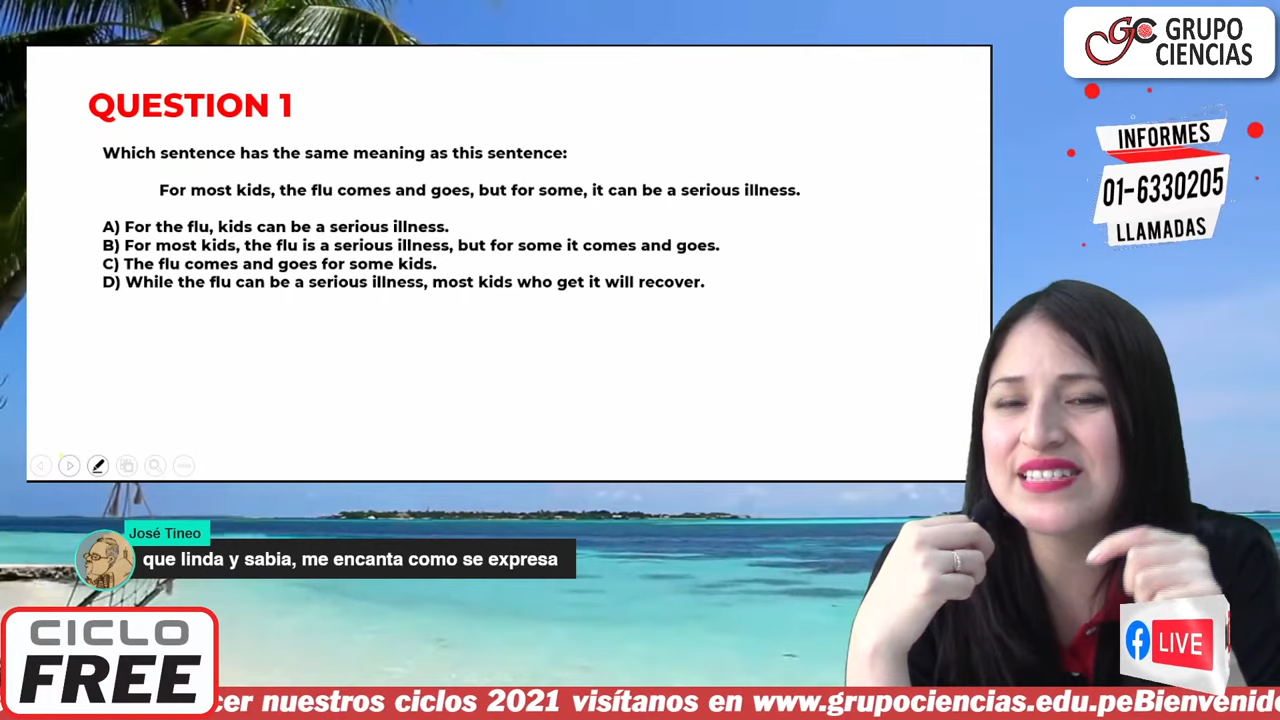 GRUPO
CIENCIAS
QUESTION 1
INFORMES
01-6330205
LLAMADAS
Which sentence has the same meaning as this sentence:
For most kids, the flu comes and goes, but for some, it can be a serious illness.
A) For the flu, kids can be a serious illness.
B) For most kids, the flu is a serious illness, but for some it comes and goes.
C) The flu comes and goes for some kids.
D) While the flu can be a serious illness, most kids who get it will recover.
José Tineo
que linda y sabia, me encanta como se expresa
CICLO
FREE
LIVE
cer nuestros ciclos 2021 visítanos en www.grupociencias.edu.peBienvenid